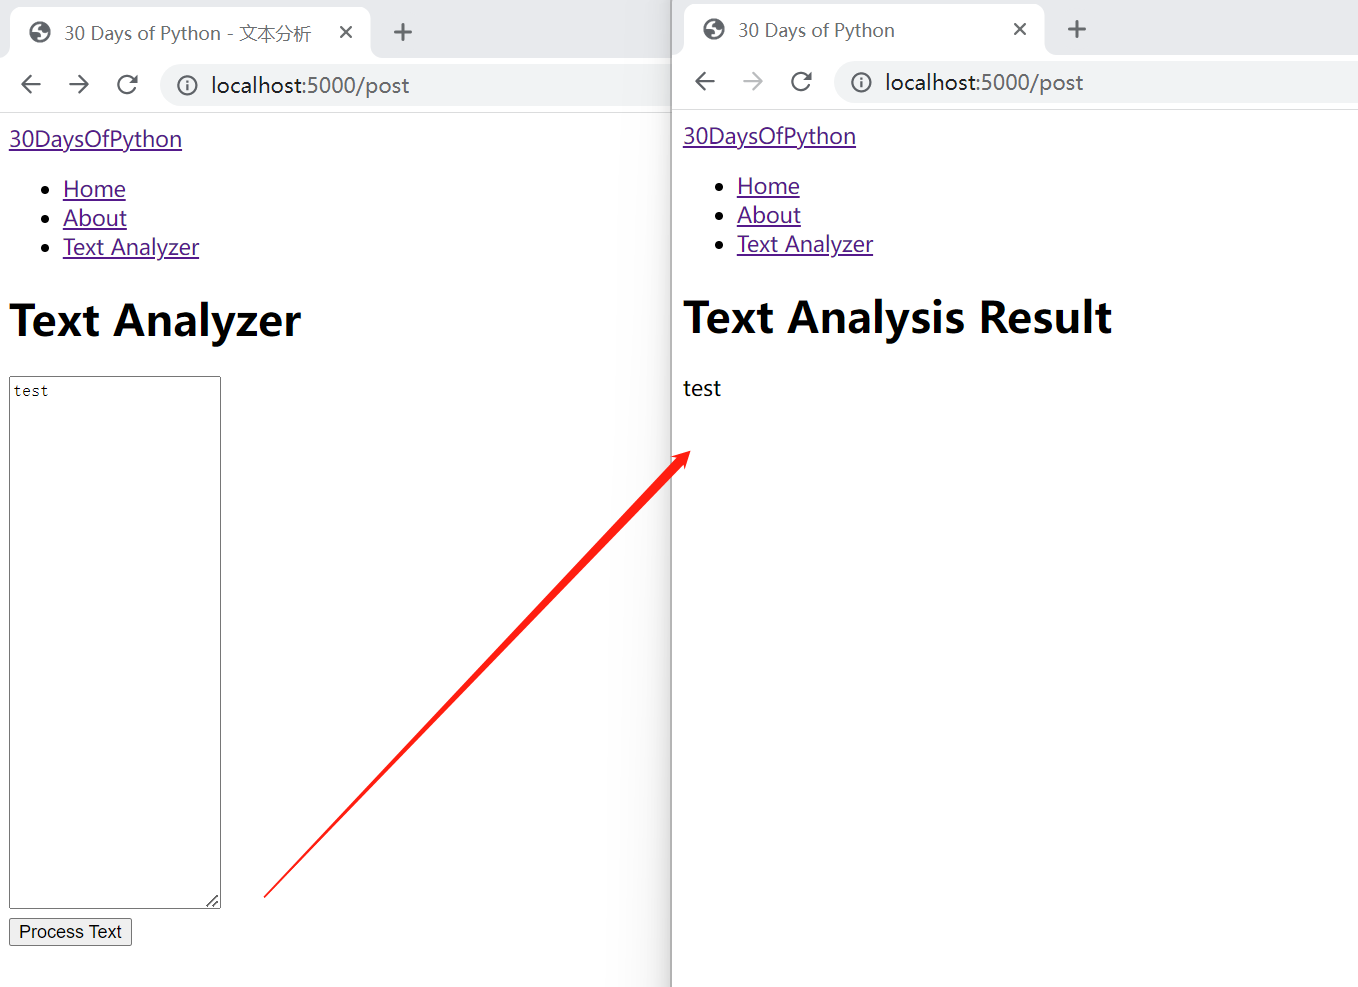 30 Days of Python - 文本分析
localhost:5000/post
30DaysOfPython
Home
About
Text Analyzer
Text Analyzer
test
Process Text
30 Days of Python
localhost:5000/post
30DaysOfPython
Home
About
Text Analyzer
Text Analysis Result
test